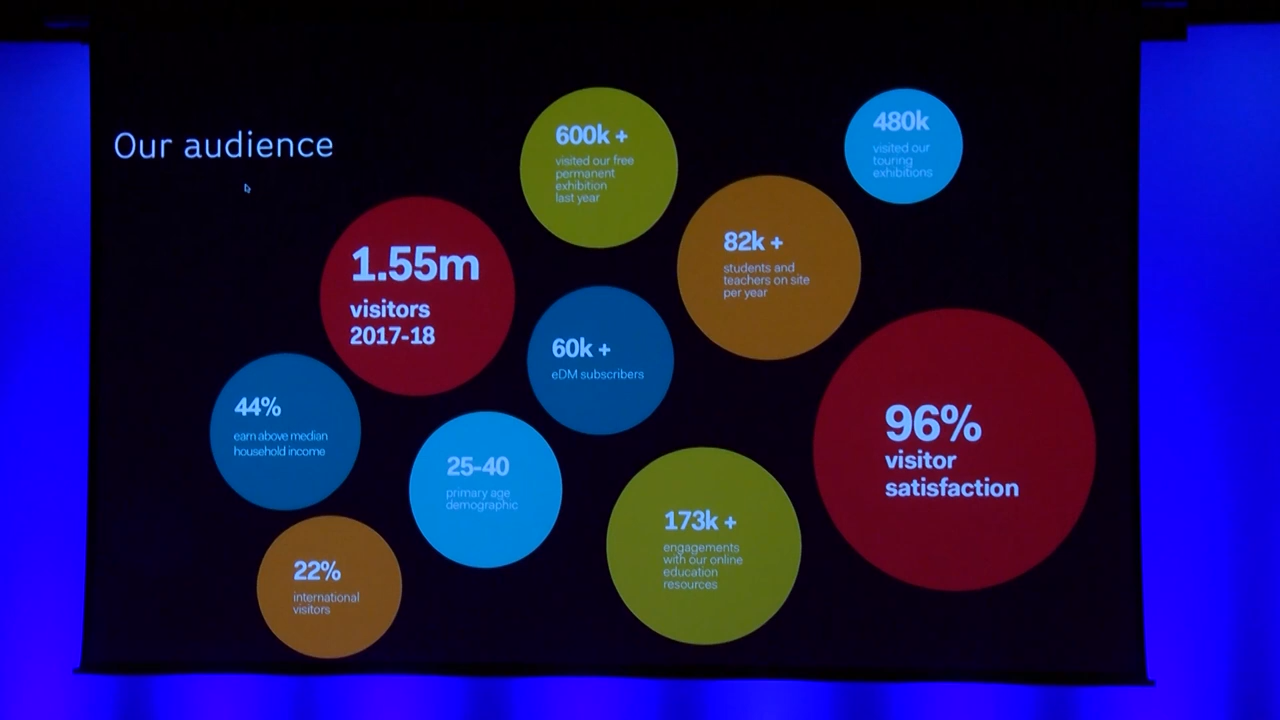 Our audience
600k +
visited our free
permanent
exhibition
last year
480k
visited our
touring
exhibitions
82k +
students and
teachers on site
per year
1.55m
visitors
2017-18
60k +
eDM subscribers
44%
earn above median
household income
25-40
primary age
demographic
96%
visitor
satisfaction
173k +
engagements
with our online
education
resources
22%
international
visitors